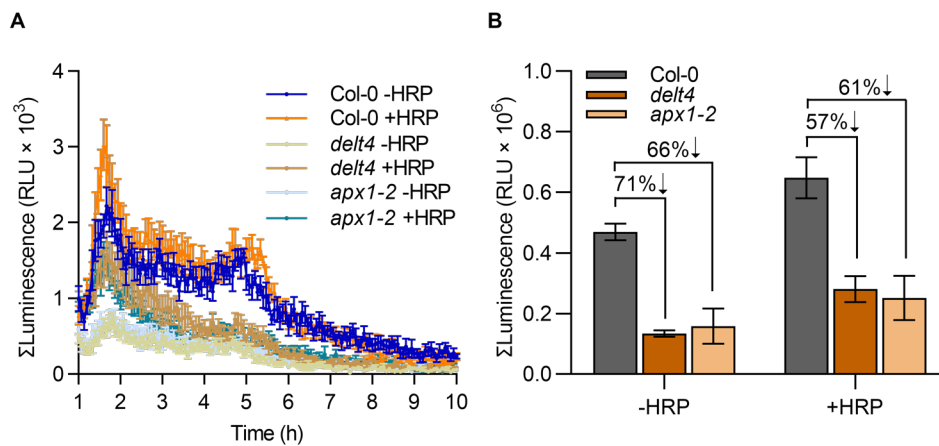 A
ΣLuminescence (RLU × 10³)
4
3
2
1
0
Col-0 -HRP
Col-0 +HRP
delt4 -HRP
delt4 +HRP
apx1-2 -HRP
apx1-2 +HRP
1 2 3 4 5 6 7 8 9 10
Time (h)
B
ΣLuminescence (RLU × 10⁶)
1.0
0.8
0.6
0.4
0.2
0.0
Col-0
delt4
apx1-2
61%↓
57%↓
66%↓
71%↓
-HRP +HRP